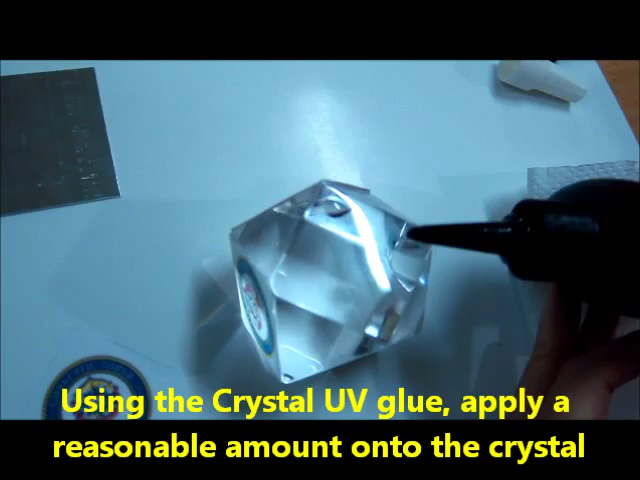 Using the Crystal UV glue, apply a
reasonable amount onto the crystal